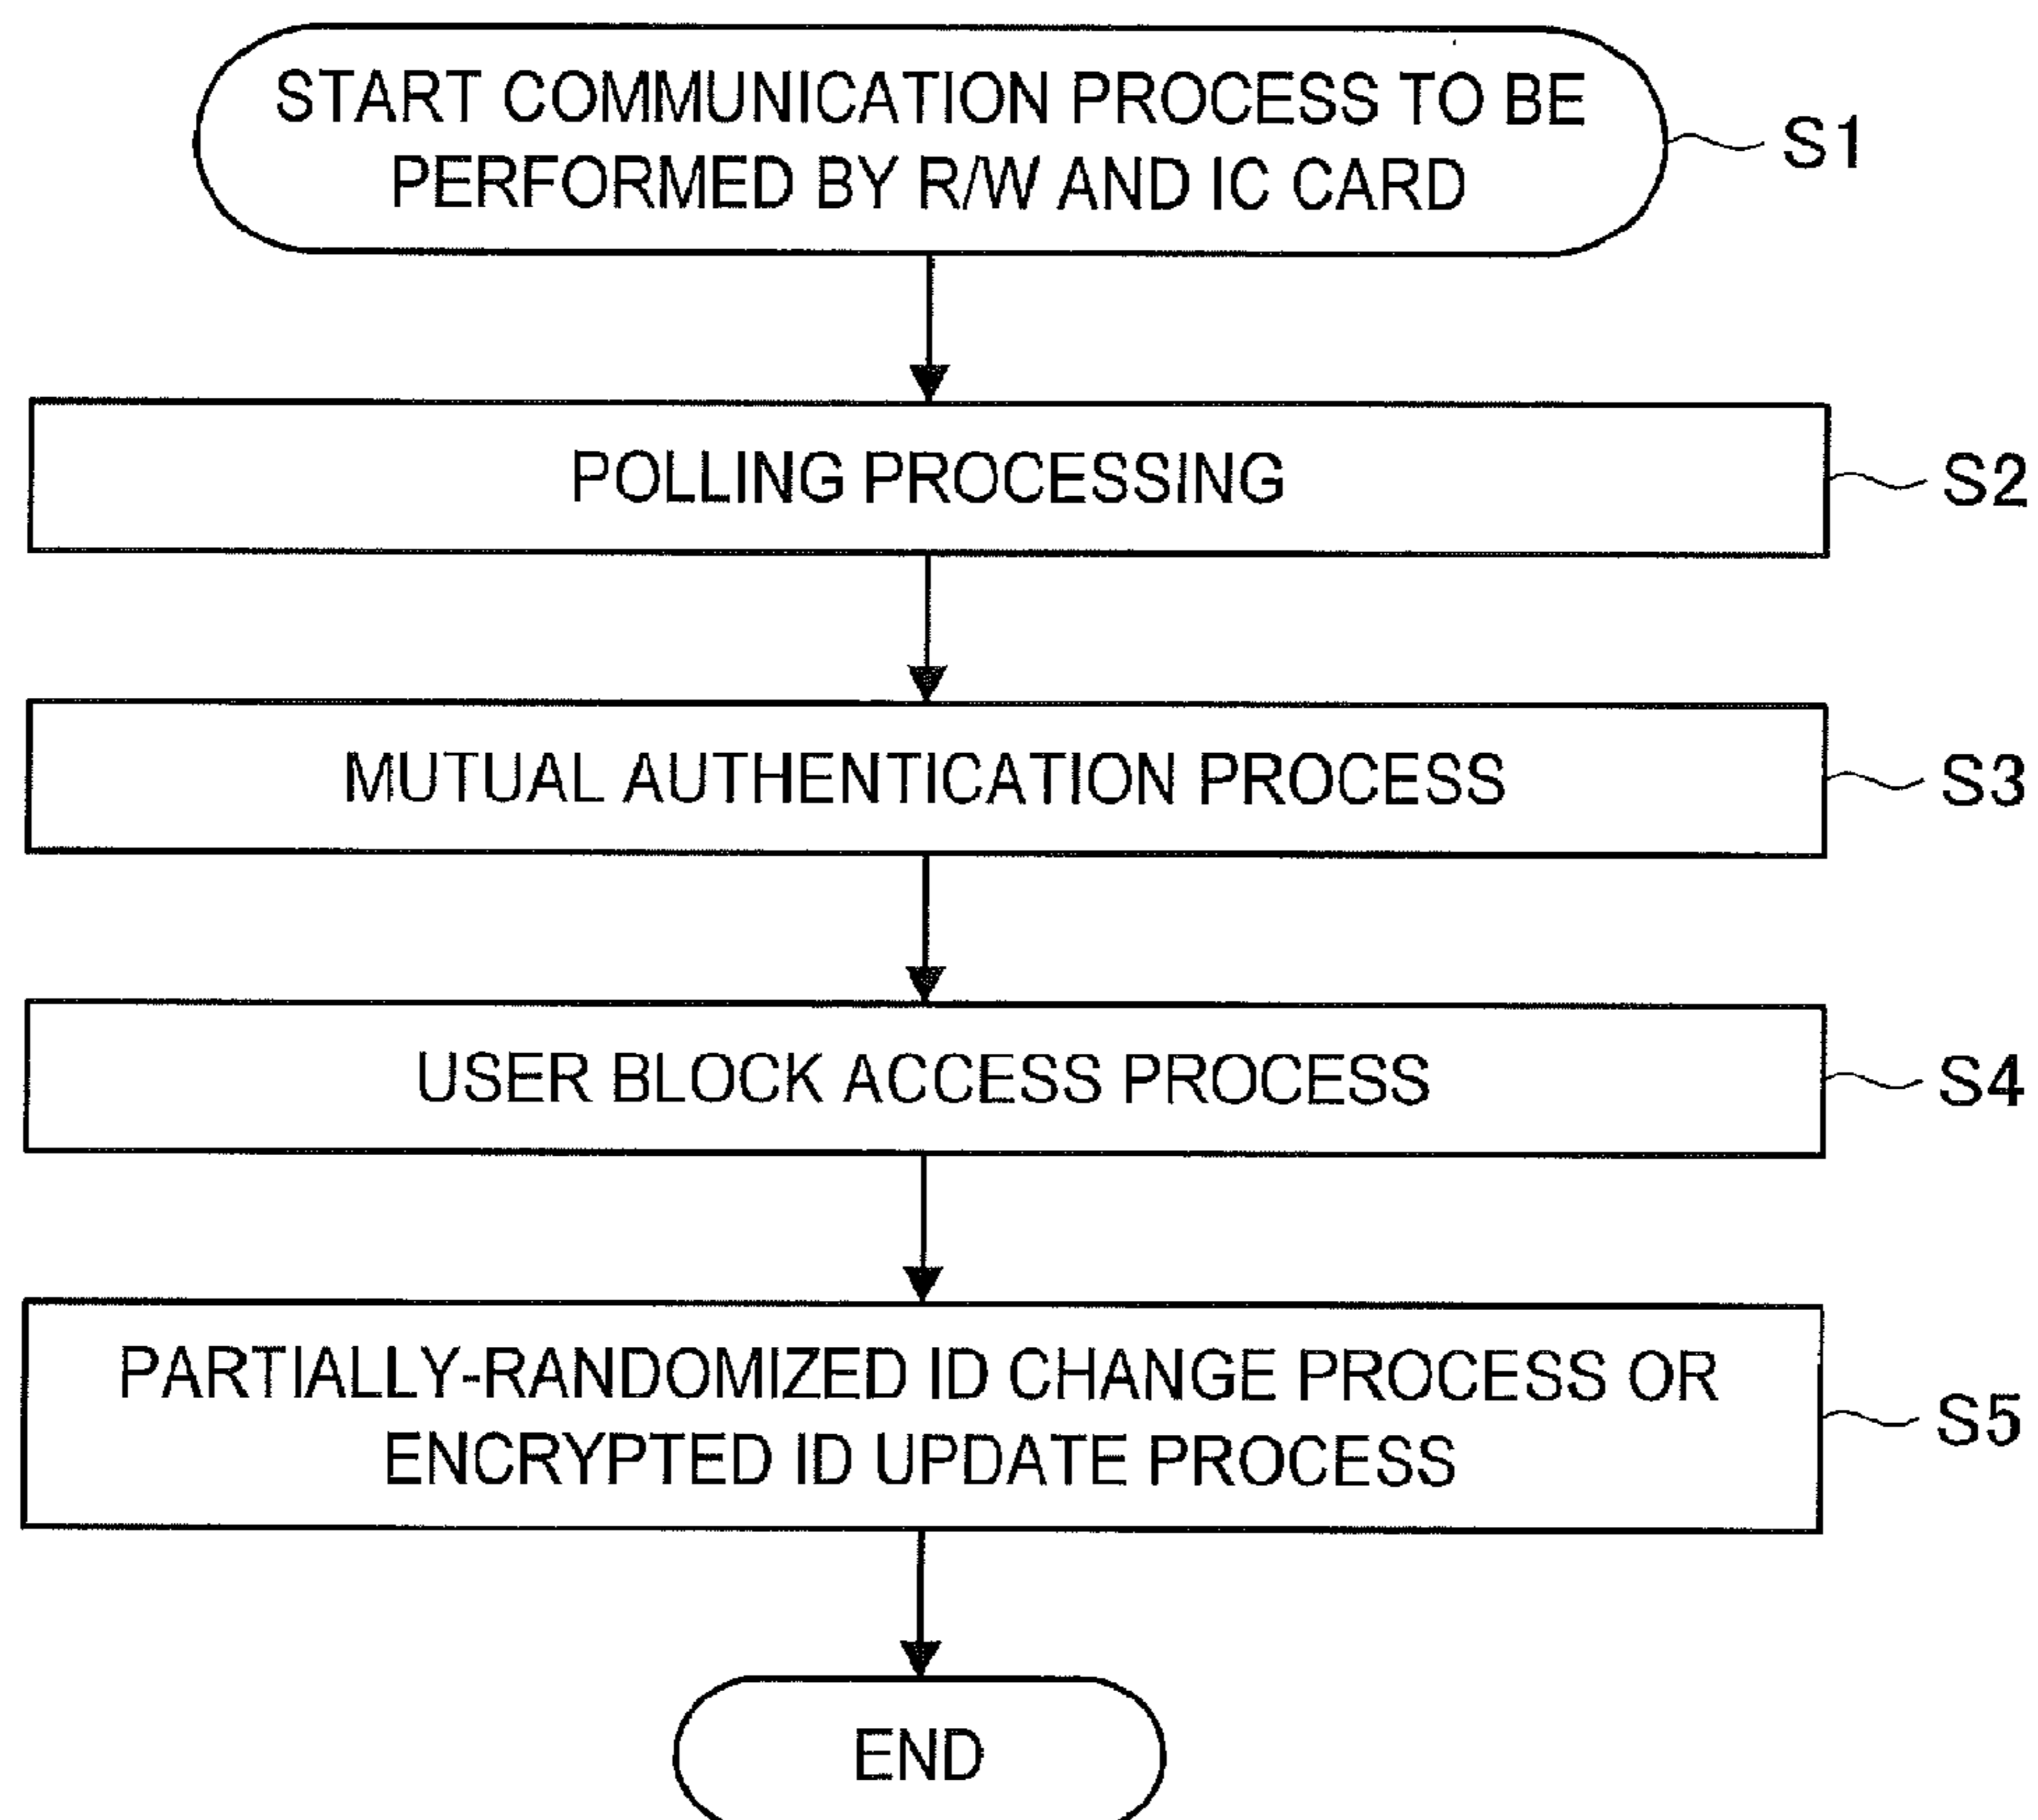 START COMMUNICATION PROCESS TO BE
PERFORMED BY R/W AND IC CARD
S1
POLLING PROCESSING
S2
MUTUAL AUTHENTICATION PROCESS
S3
USER BLOCK ACCESS PROCESS
S4
PARTIALLY-RANDOMIZED ID CHANGE PROCESS OR
ENCRYPTED ID UPDATE PROCESS
S5
END